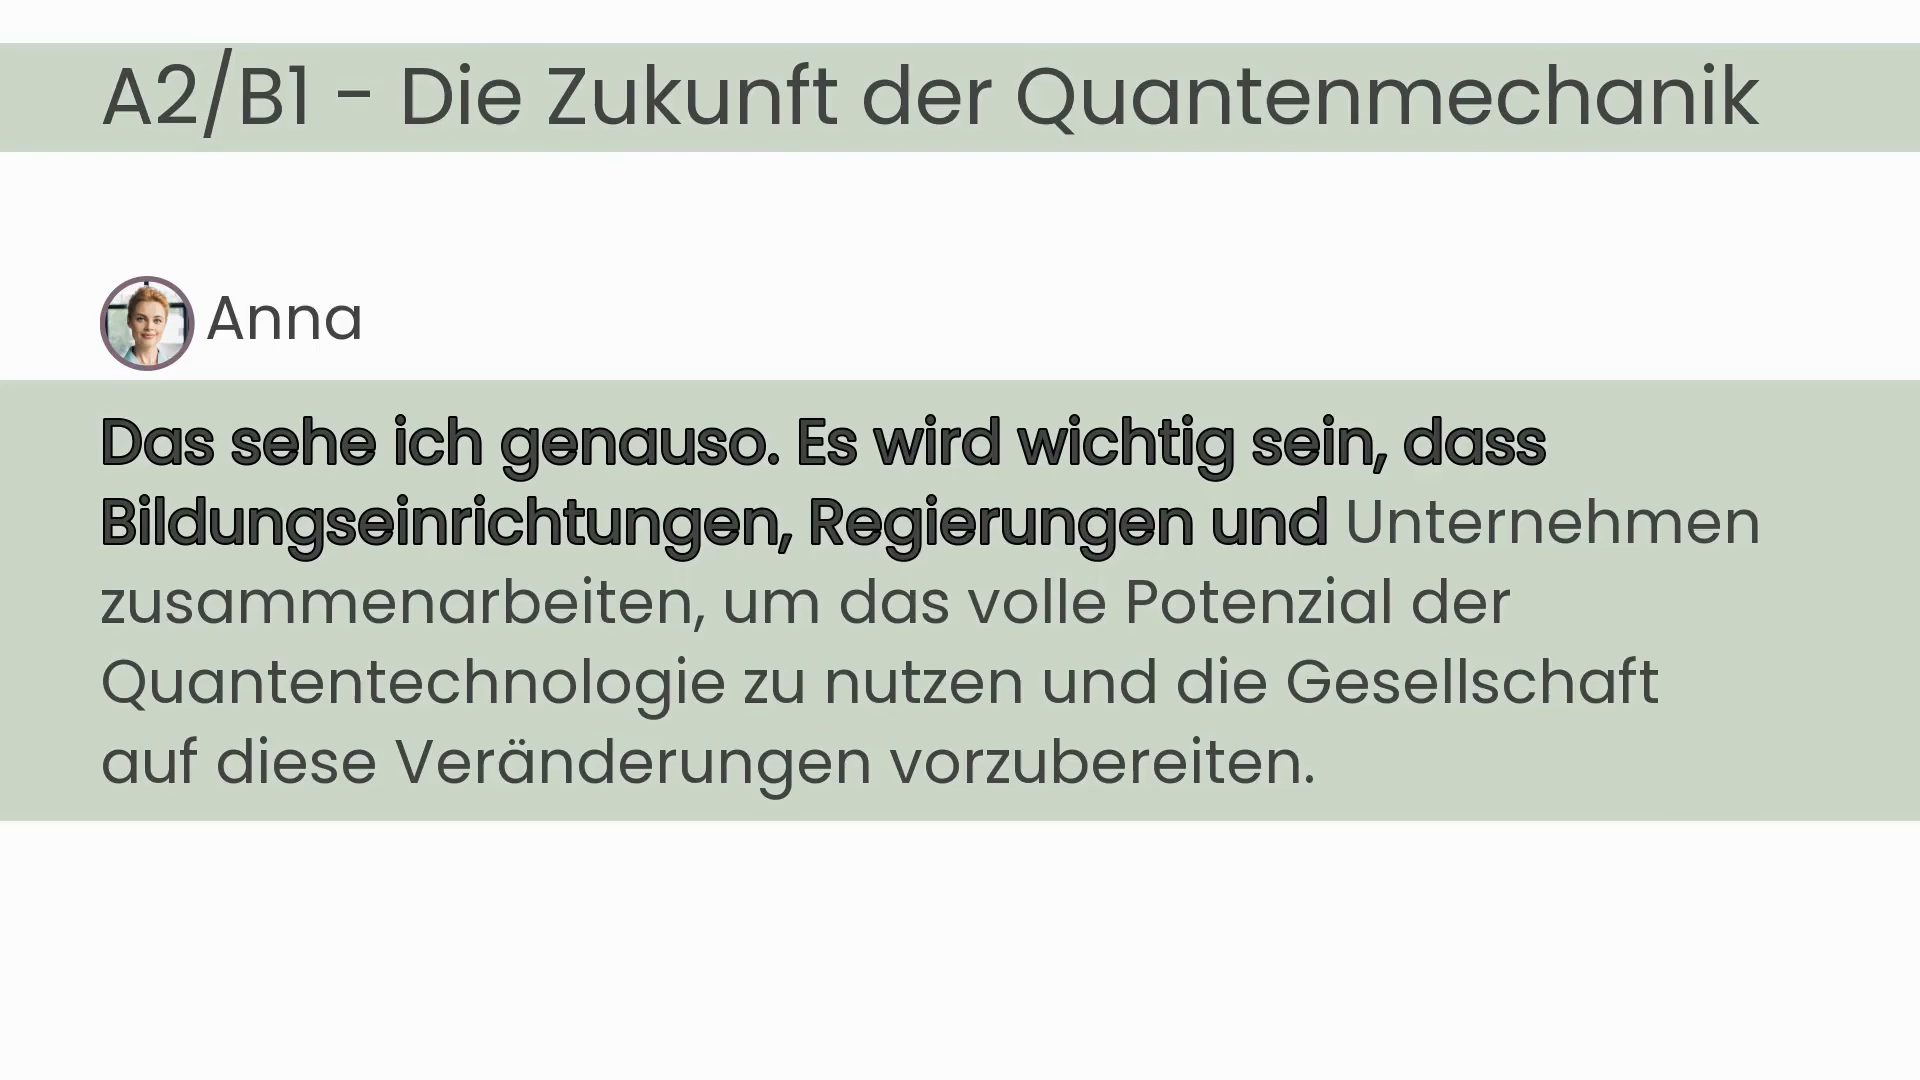 A2/B1 - Die Zukunft der Quantenmechanik
Anna
Das sehe ich genauso. Es wird wichtig sein, dass
Bildungseinrichtungen, Regierungen und Unternehmen
zusammenarbeiten, um das volle Potenzial der
Quantentechnologie zu nutzen und die Gesellschaft
auf diese Veränderungen vorzubereiten.